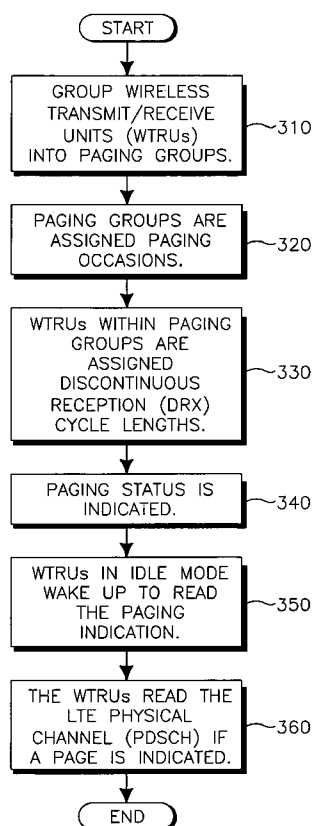 START
GROUP WIRELESS
TRANSMIT/RECEIVE
UNITS (WTRUs)
INTO PAGING GROUPS.
310
PAGING GROUPS ARE
ASSIGNED PAGING
OCCASIONS.
320
WTRUs WITHIN PAGING
GROUPS ARE
ASSIGNED
DISCONTINUOUS
RECEPTION (DRX)
CYCLE LENGTHS.
330
PAGING STATUS IS
INDICATED.
340
WTRUs IN IDLE MODE
WAKE UP TO READ
THE PAGING
INDICATION.
350
THE WTRUs READ THE
LTE PHYSICAL
CHANNEL (PDSCH) IF
A PAGE IS INDICATED.
360
END